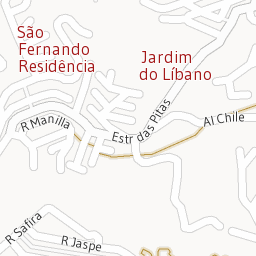 São
Fernando
Residência
Jardim
do Líbano
R Manilla
Estr das Pitas
Al Chile
R Safira
R Jaspe